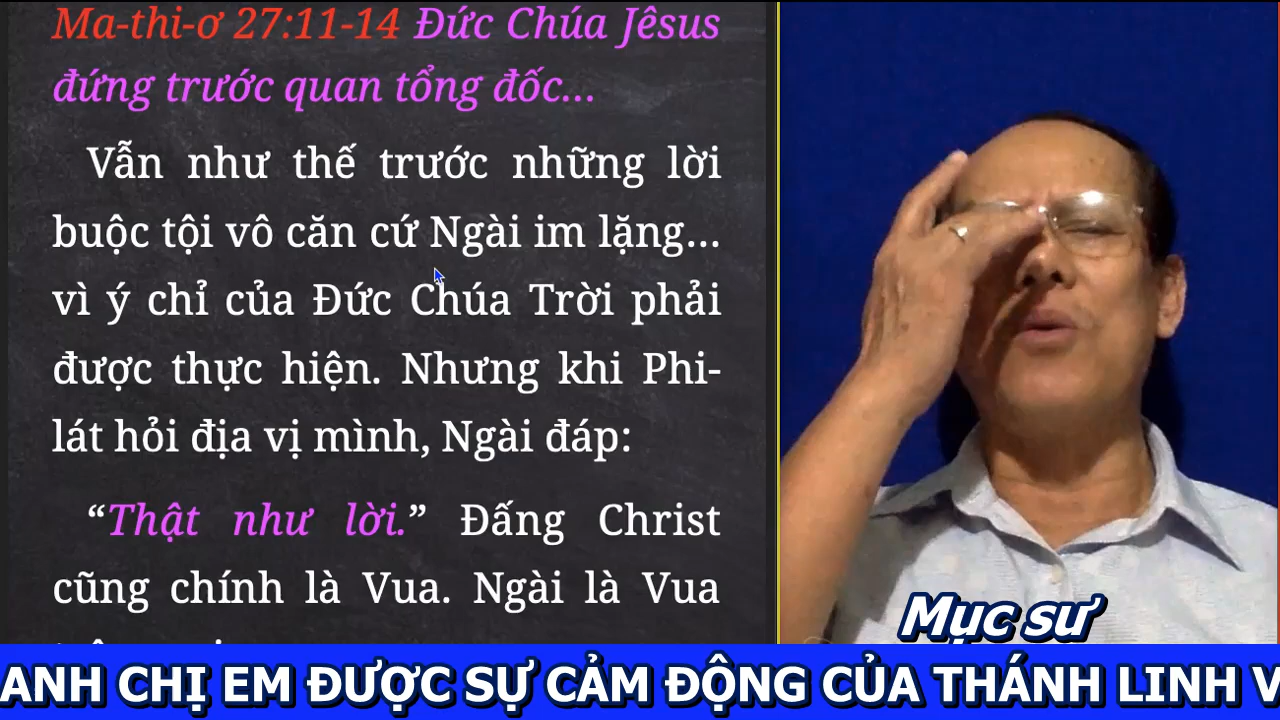 Ma-thi-ơ 27:11-14 Đức Chúa Jêsus
đứng trước quan tổng đốc...
Vẫn như thế trước những lời
buộc tội vô căn cứ Ngài im lặng...
vì ý chỉ của Đức Chúa Trời phải
được thực hiện. Nhưng khi Phi-
lát hỏi địa vị mình, Ngài đáp:
“Thật như lời.” Đấng Christ
cũng chính là Vua. Ngài là Vua
Mục sư
ANH CHỊ EM ĐƯỢC SỰ CẢM ĐỘNG CỦA THÁNH LINH V